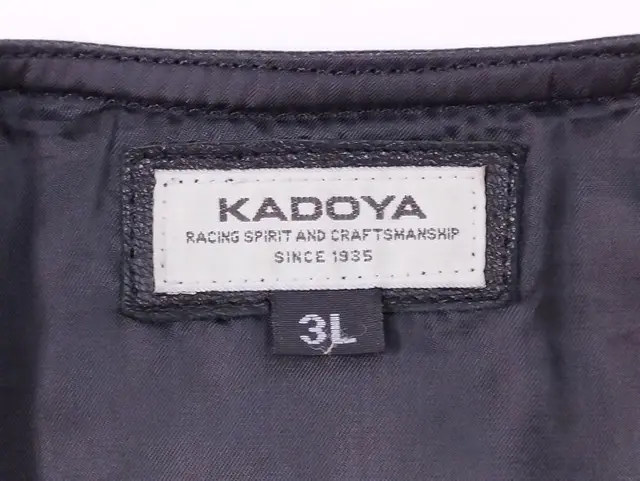 KADOYA
RACING SPIRIT AND CRAFTSMANSHIP
SINCE 1935
3L